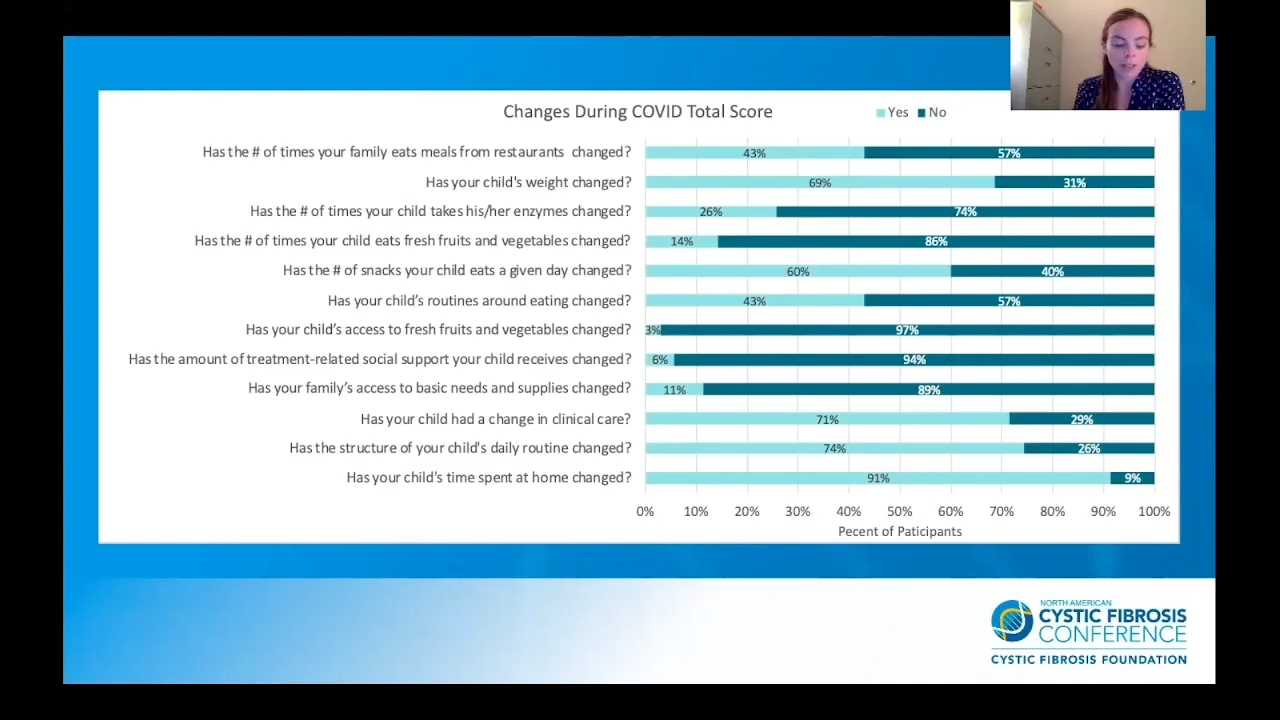 Changes During COVID Total Score
Yes No
Has the # of times your family eats meals from restaurants changed? 43% 57%
Has your child's weight changed? 69% 31%
Has the # of times your child takes his/her enzymes changed? 26% 74%
Has the # of times your child eats fresh fruits and vegetables changed? 14% 86%
Has the # of snacks your child eats a given day changed? 60% 40%
Has your child’s routines around eating changed? 43% 57%
Has your child’s access to fresh fruits and vegetables changed? 3% 97%
Has the amount of treatment-related social support your child receives changed? 6% 94%
Has your family’s access to basic needs and supplies changed? 11% 89%
Has your child had a change in clinical care? 71% 29%
Has the structure of your child's daily routine changed? 74% 26%
Has your child's time spent at home changed? 91% 9%
0% 10% 20% 30% 40% 50% 60% 70% 80% 90% 100%
Pecent of Paticipants
NORTH AMERICAN
CYSTIC FIBROSIS
CONFERENCE
CYSTIC FIBROSIS FOUNDATION